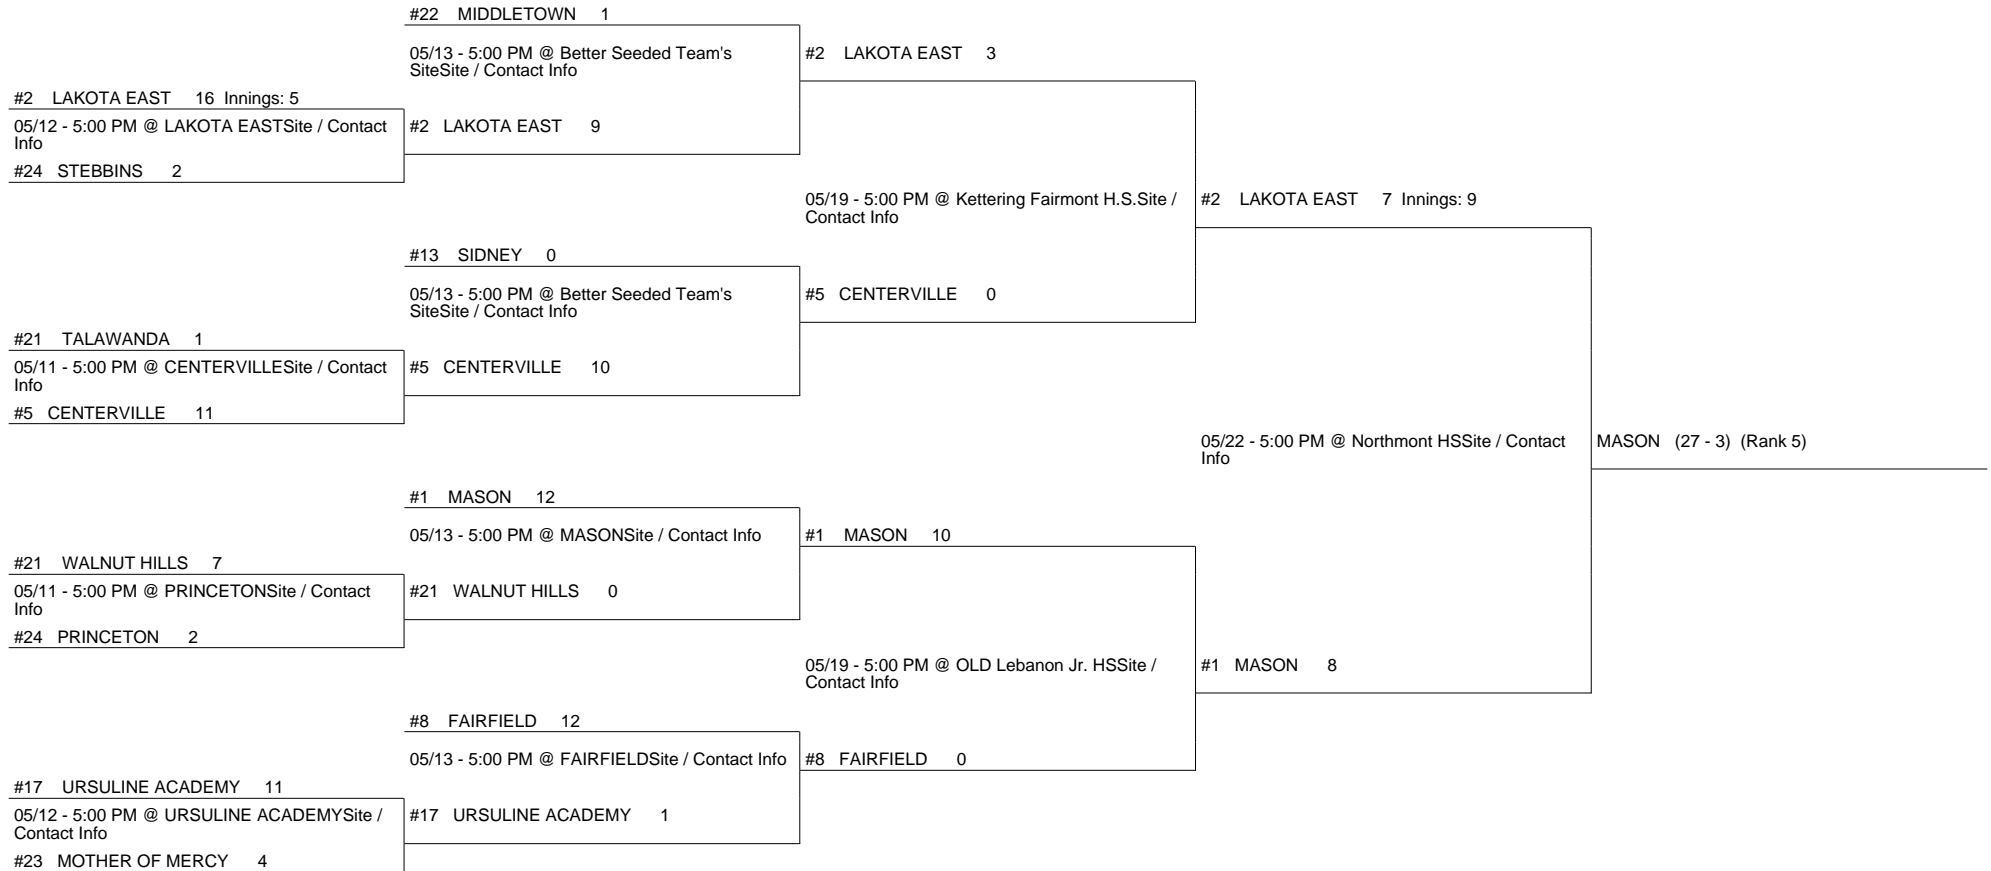 #22 MIDDLETOWN 1
05/13 - 5:00 PM @ Better Seeded Team's
SiteSite / Contact Info
#2 LAKOTA EAST 3
#2 LAKOTA EAST 16 Innings: 5
05/12 - 5:00 PM @ LAKOTA EASTSite / Contact
Info
#2 LAKOTA EAST 9
#24 STEBBINS 2
05/19 - 5:00 PM @ Kettering Fairmont H.S.Site /
Contact Info
#2 LAKOTA EAST 7 Innings: 9
#13 SIDNEY 0
05/13 - 5:00 PM @ Better Seeded Team's
SiteSite / Contact Info
#5 CENTERVILLE 0
#21 TALAWANDA 1
05/11 - 5:00 PM @ CENTERVILLESite / Contact
Info
#5 CENTERVILLE 10
#5 CENTERVILLE 11
05/22 - 5:00 PM @ Northmont HSSite / Contact
Info
MASON (27 - 3) (Rank 5)
#1 MASON 12
05/13 - 5:00 PM @ MASONSite / Contact Info
#1 MASON 10
#21 WALNUT HILLS 7
05/11 - 5:00 PM @ PRINCETONSite / Contact
Info
#21 WALNUT HILLS 0
#24 PRINCETON 2
05/19 - 5:00 PM @ OLD Lebanon Jr. HSSite /
Contact Info
#1 MASON 8
#8 FAIRFIELD 12
05/13 - 5:00 PM @ FAIRFIELDSite / Contact Info
#8 FAIRFIELD 0
#17 URSULINE ACADEMY 11
05/12 - 5:00 PM @ URSULINE ACADEMYSite /
Contact Info
#17 URSULINE ACADEMY 1
#23 MOTHER OF MERCY 4